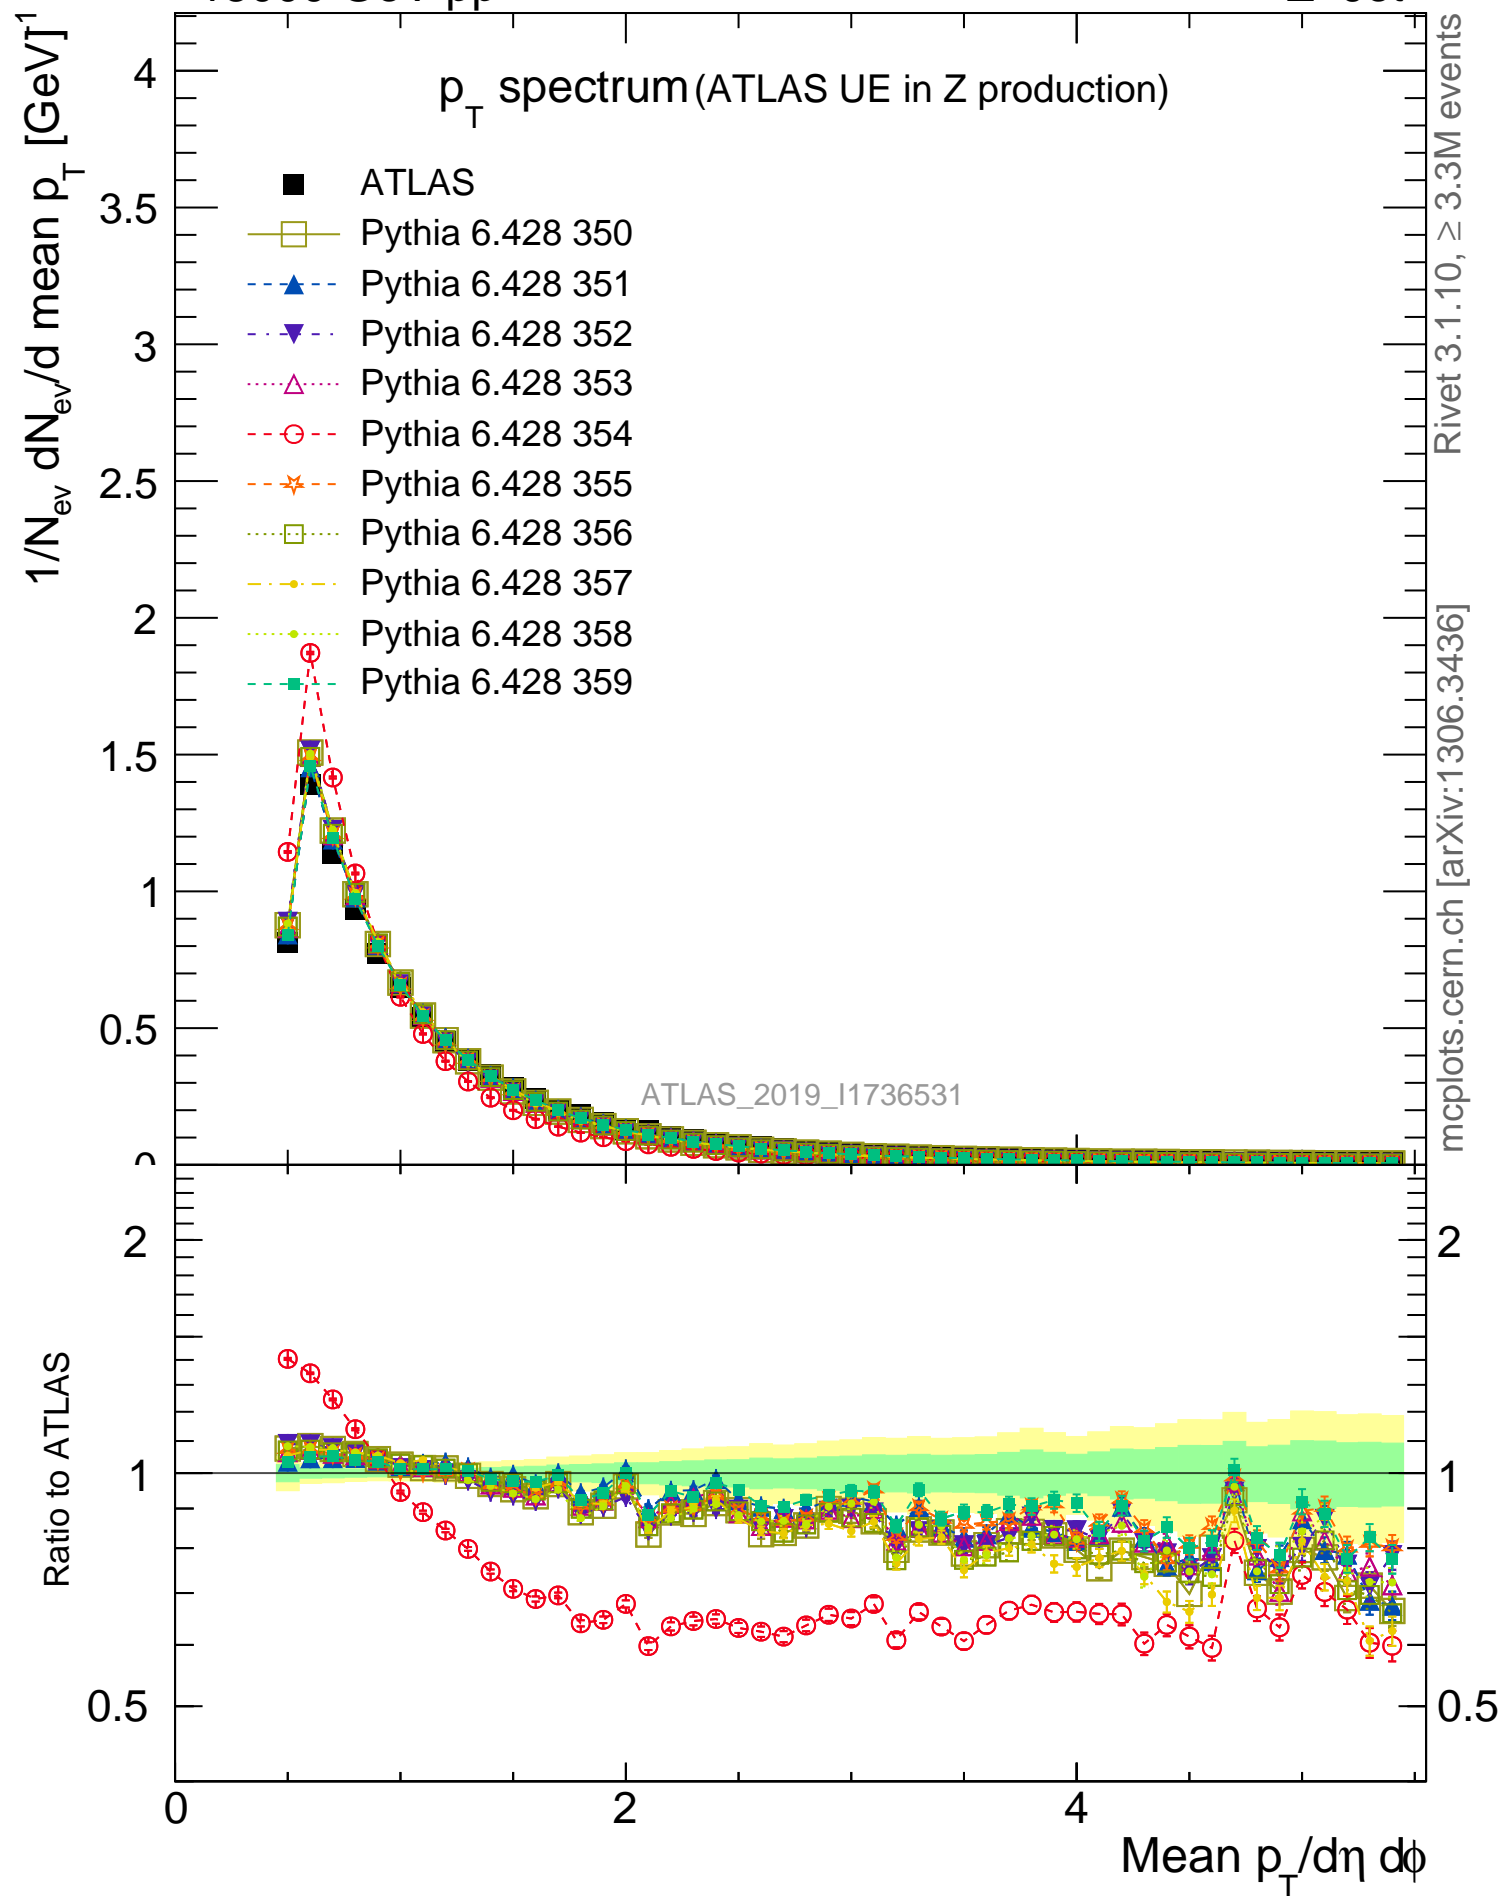 1/N_ev dN_ev/d mean p_T [GeV]^-1
p_T spectrum (ATLAS UE in Z production)
ATLAS
Pythia 6.428 350
Pythia 6.428 351
Pythia 6.428 352
Pythia 6.428 353
Pythia 6.428 354
Pythia 6.428 355
Pythia 6.428 356
Pythia 6.428 357
Pythia 6.428 358
Pythia 6.428 359
4
3.5
3
2.5
2
1.5
1
0.5
0
ATLAS_2019_I1736531
Rivet 3.1.10, ≥ 3.3M events
mcplots.cern.ch [arXiv:1306.3436]
Ratio to ATLAS
2
1
0.5
2
1
0.5
0
2
4
Mean p_T/dη dϕ